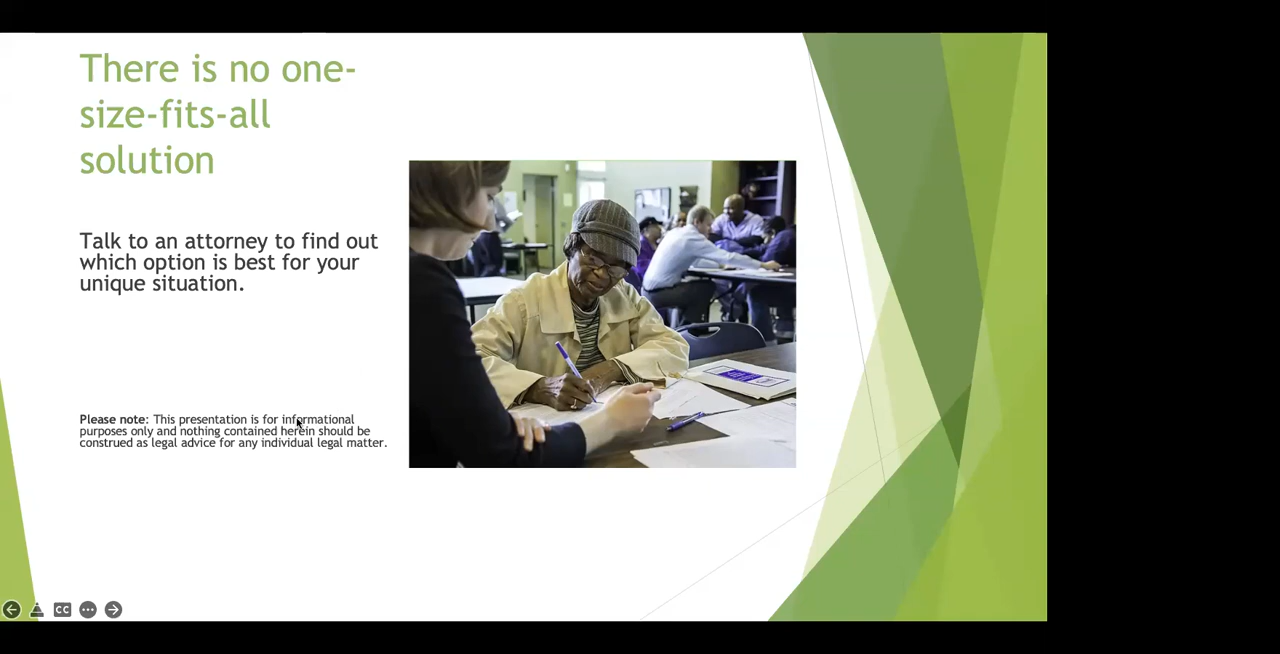 There is no one-
size-fits-all
solution
Talk to an attorney to find out
which option is best for your
unique situation.
Please note: This presentation is for informational
purposes only and nothing contained herein should be
construed as legal advice for any individual legal matter.
CC